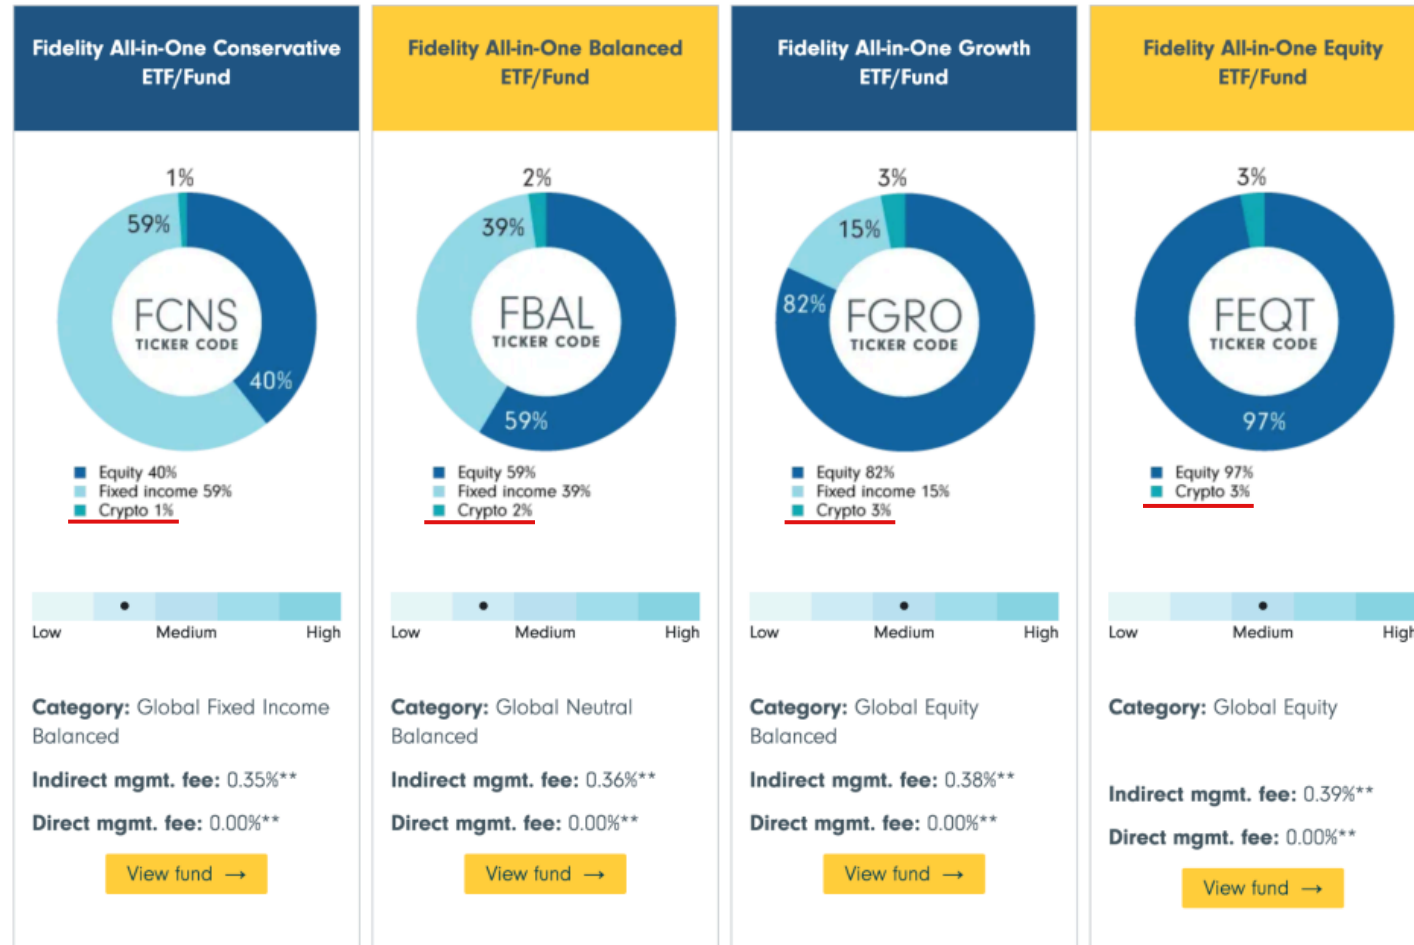 Fidelity All-in-One Conservative
ETF/Fund
1%
59%
FCNS
TICKER CODE
40%
Equity 40%
Fixed income 59%
Crypto 1%
Low Medium High
Category: Global Fixed Income
Balanced
Indirect mgmt. fee: 0.35%**
Direct mgmt. fee: 0.00%**
View fund →
Fidelity All-in-One Balanced
ETF/Fund
2%
39%
FBAL
TICKER CODE
59%
Equity 59%
Fixed income 39%
Crypto 2%
Low Medium High
Category: Global Neutral
Balanced
Indirect mgmt. fee: 0.36%**
Direct mgmt. fee: 0.00%**
View fund →
Fidelity All-in-One Growth
ETF/Fund
3%
15%
82%
FGRO
TICKER CODE
Equity 82%
Fixed income 15%
Crypto 3%
Low Medium High
Category: Global Equity
Balanced
Indirect mgmt. fee: 0.38%**
Direct mgmt. fee: 0.00%**
View fund →
Fidelity All-in-One Equity
ETF/Fund
3%
FEQT
TICKER CODE
97%
Equity 97%
Crypto 3%
Low Medium High
Category: Global Equity
Indirect mgmt. fee: 0.39%**
Direct mgmt. fee: 0.00%**
View fund →